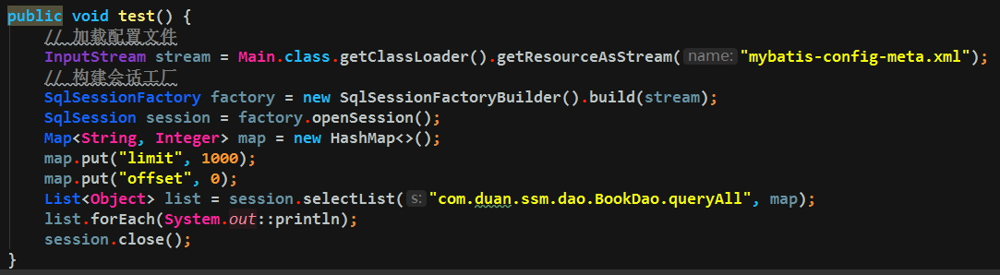 public void test() {
// 加载配置文件
InputStream stream = Main.class.getClassLoader().getResourceAsStream( name: "mybatis-config-meta.xml");
// 构建会话工厂
SqlSessionFactory factory = new SqlSessionFactoryBuilder().build(stream);
SqlSession session = factory.openSession();
Map<String, Integer> map = new HashMap<>();
map.put("limit", 1000);
map.put("offset", 0);
List<Object> list = session.selectList( s: "com.duan.ssm.dao.BookDao.queryAll", map);
list.forEach(System.out::println);
session.close();
}